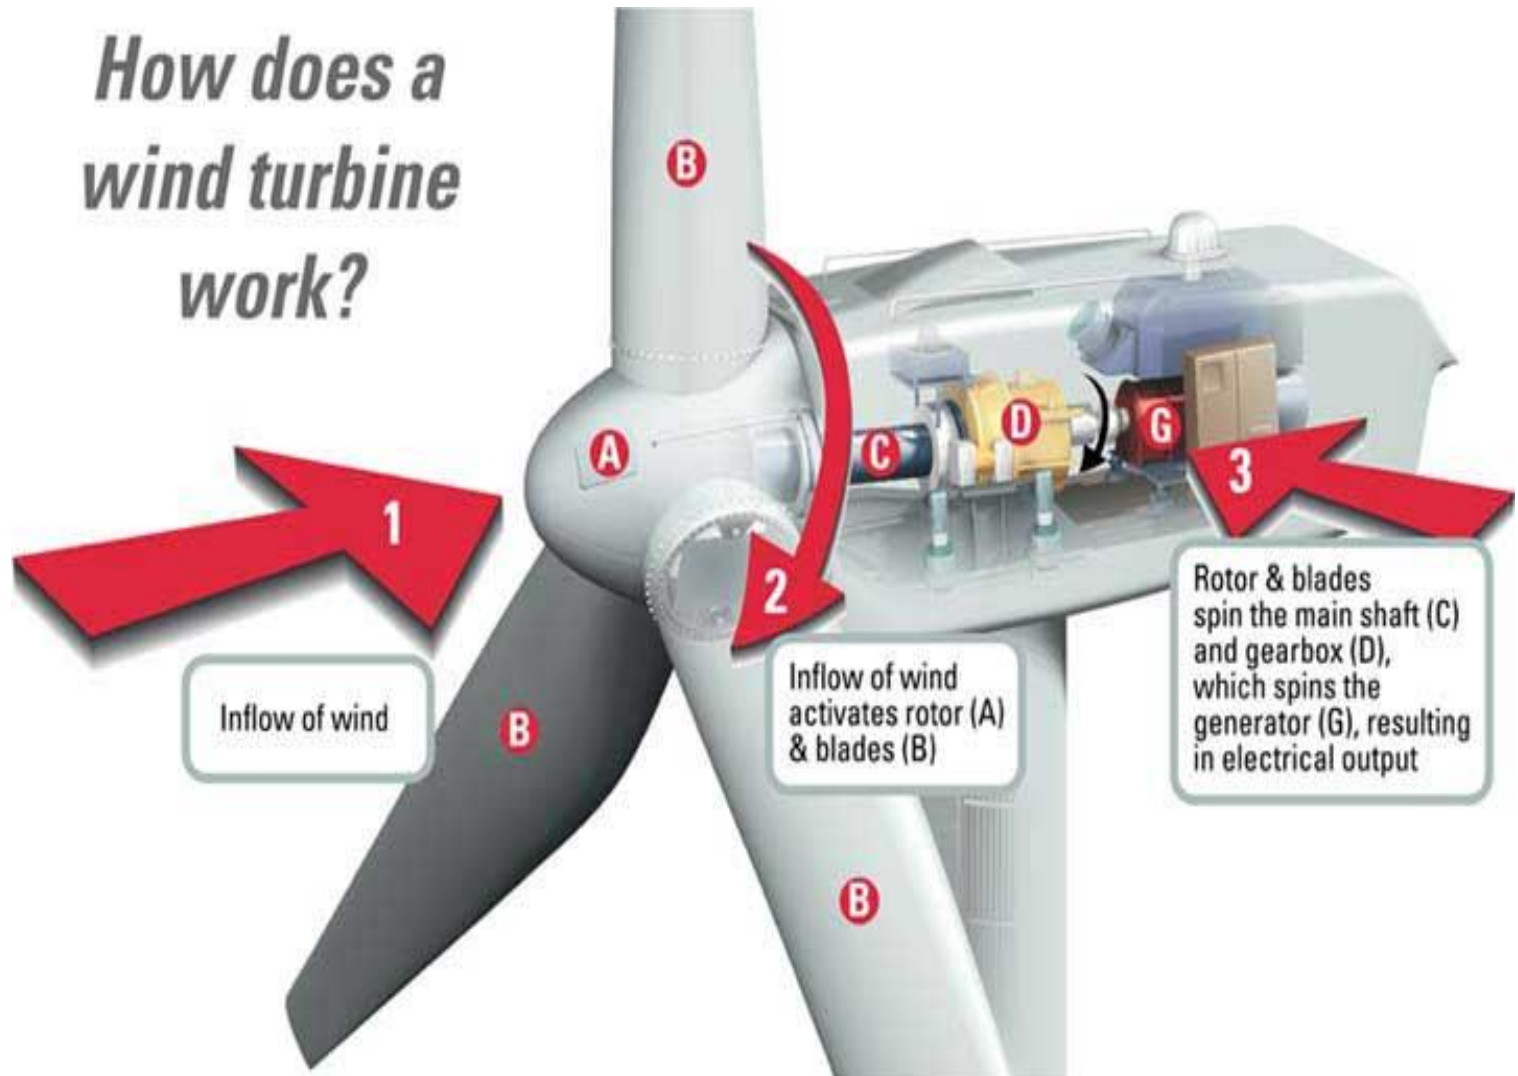 How does a
wind turbine
work?
B
A
C
D
G
1
2
3
Inflow of wind
B
Inflow of wind
activates rotor (A)
& blades (B)
Rotor & blades
spin the main shaft (C)
and gearbox (D),
which spins the
generator (G), resulting
in electrical output
B